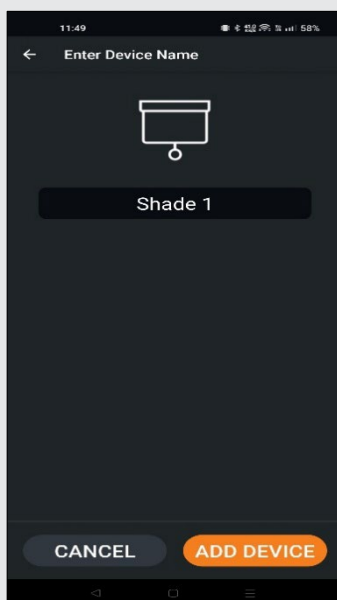 11:49
58%
Enter Device Name
Shade 1
CANCEL
ADD DEVICE